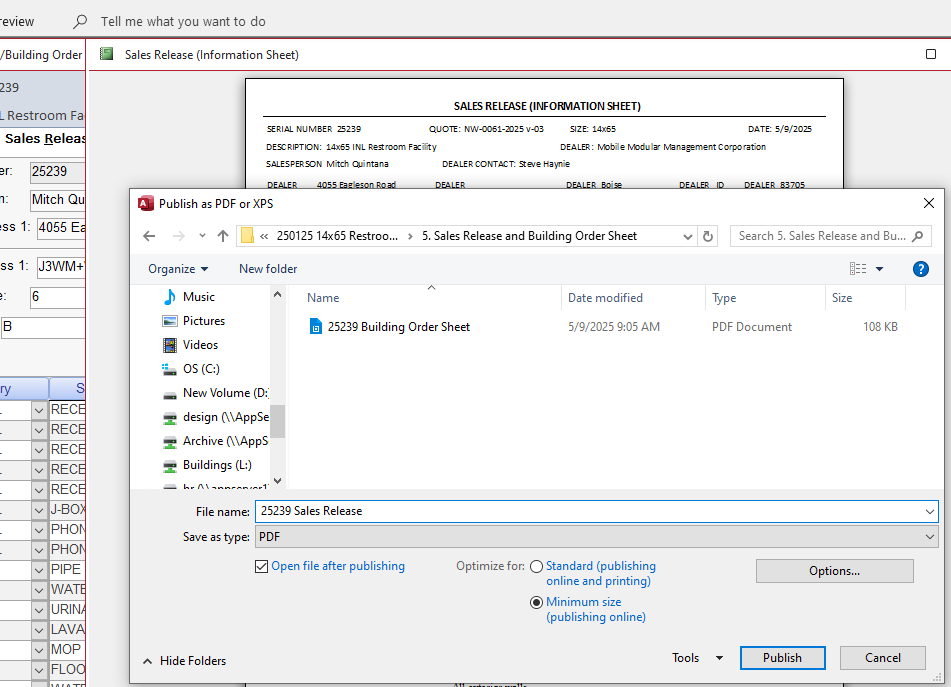 review
Tell me what you want to do
/Building Order
Sales Release (Information Sheet)
239
L Restroom Fa
Sales Releas
er:
25239
m:
Mitch Qu
ess 1:
4055 Ea
ss 1:
J3WM+
e:
6
B
ry
S
RECE
RECE
RECE
RECE
RECE
J-BOX
PHON
PHON
PIPE
WATE
URINA
LAVA
MOP
FLOO
WATE
SALES RELEASE (INFORMATION SHEET)
SERIAL NUMBER 25239 QUOTE: NW-0061-2025 v-03 SIZE: 14x65 DATE: 5/9/2025
DESCRIPTION: 14x65 INL Restroom Facility DEALER: Mobile Modular Management Corporation
SALESPERSON Mitch Quintana DEALER CONTACT: Steve Haynie
DEALER 4055 Eagleson Road DEALER DEALER Boise DEALER ID DEALER 83705
Publish as PDF or XPS
« 250125 14x65 Restroo... › 5. Sales Release and Building Order Sheet
Search 5. Sales Release and Bu...
Organize New folder
Music
Pictures
Videos
OS (C:)
New Volume (D:
design (\\AppSe
Archive (\\AppS
Buildings (L:)
hr (\\appserver1
Name Date modified Type Size
25239 Building Order Sheet 5/9/2025 9:05 AM PDF Document 108 KB
File name: 25239 Sales Release
Save as type: PDF
Open file after publishing
Optimize for:
Standard (publishing
online and printing)
Minimum size
(publishing online)
Options...
Hide Folders
Tools Publish Cancel